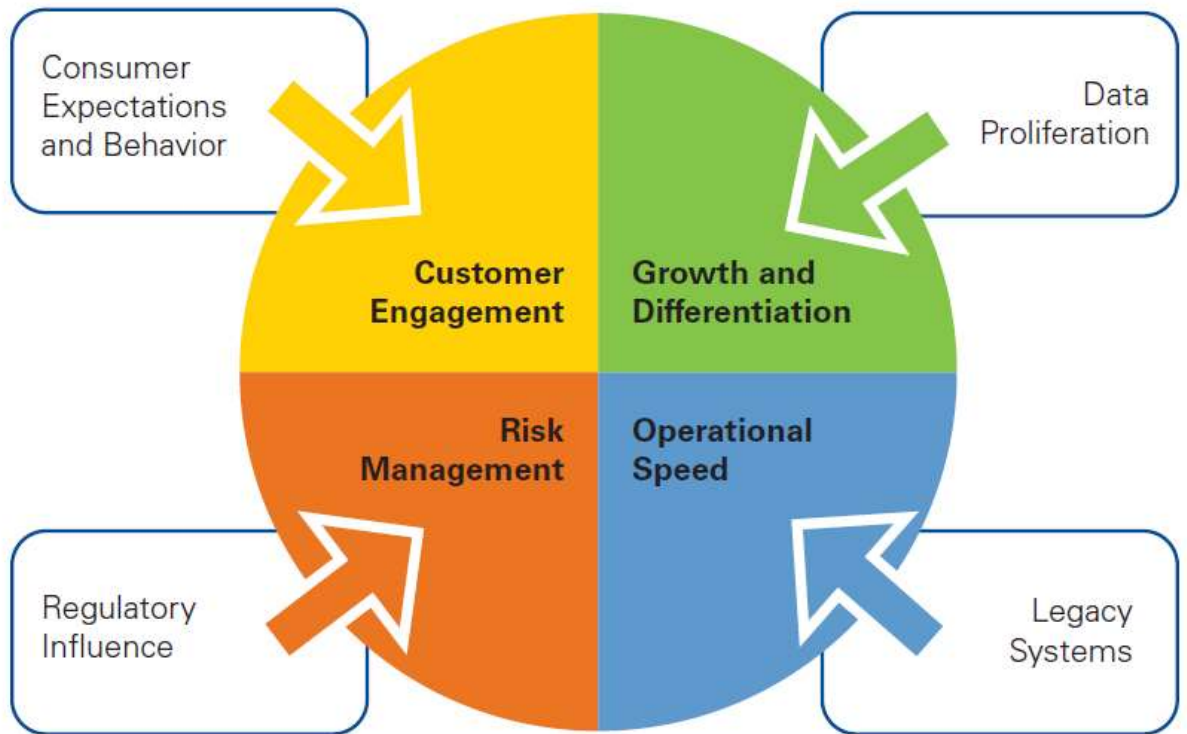 Consumer
Expectations
and Behavior
Data
Proliferation
Customer
Engagement
Growth and
Differentiation
Risk
Management
Operational
Speed
Regulatory
Influence
Legacy
Systems